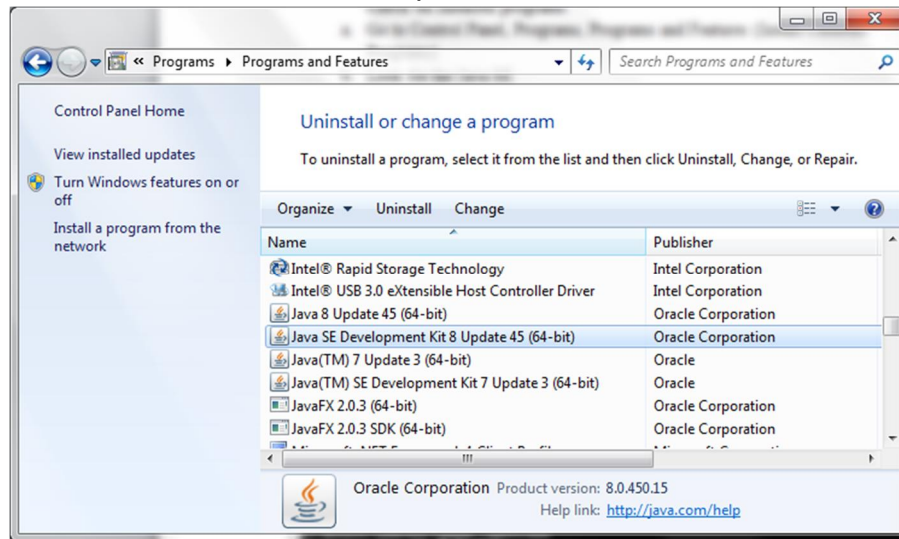 « Programs ▸ Programs and Features
Search Programs and Features
Control Panel Home
View installed updates
Turn Windows features on or
off
Install a program from the
network
Uninstall or change a program
To uninstall a program, select it from the list and then click Uninstall, Change, or Repair.
Organize Uninstall Change
Name Publisher
Intel® Rapid Storage Technology Intel Corporation
Intel® USB 3.0 eXtensible Host Controller Driver Intel Corporation
Java 8 Update 45 (64-bit) Oracle Corporation
Java SE Development Kit 8 Update 45 (64-bit) Oracle Corporation
Java(TM) 7 Update 3 (64-bit) Oracle
Java(TM) SE Development Kit 7 Update 3 (64-bit) Oracle
JavaFX 2.0.3 (64-bit) Oracle Corporation
JavaFX 2.0.3 SDK (64-bit) Oracle Corporation
Oracle Corporation Product version: 8.0.450.15
Help link: http://java.com/help